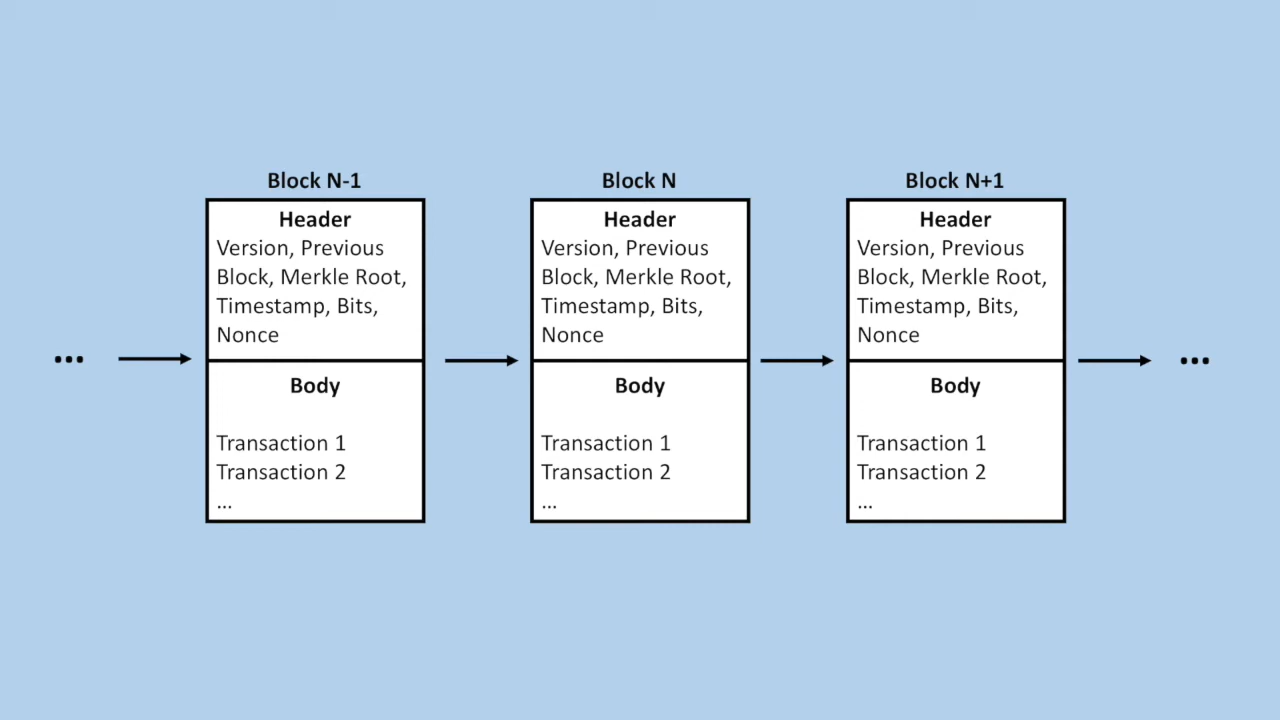 Block N-1
Header
Version, Previous
Block, Merkle Root,
Timestamp, Bits,
Nonce
Body
Transaction 1
Transaction 2
...
Block N
Header
Version, Previous
Block, Merkle Root,
Timestamp, Bits,
Nonce
Body
Transaction 1
Transaction 2
...
Block N+1
Header
Version, Previous
Block, Merkle Root,
Timestamp, Bits,
Nonce
Body
Transaction 1
Transaction 2
...